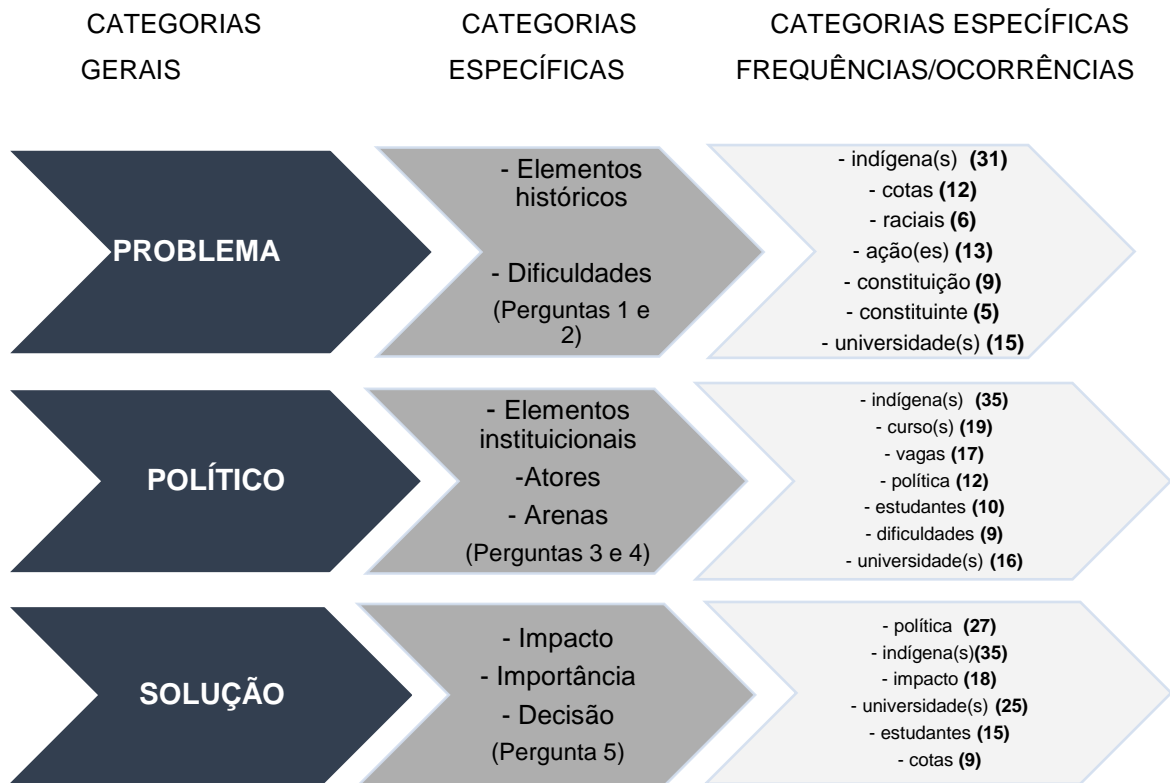 CATEGORIAS
GERAIS
CATEGORIAS
ESPECÍFICAS
CATEGORIAS ESPECÍFICAS
FREQUÊNCIAS/OCORRÊNCIAS
PROBLEMA
- Elementos
históricos
- Dificuldades
(Perguntas 1 e
2)
- indígena(s) (31)
- cotas (12)
- raciais (6)
- ação(es) (13)
- constituição (9)
- constituinte (5)
- universidade(s) (15)
POLÍTICO
- Elementos
instituicionais
-Atores
- Arenas
(Perguntas 3 e 4)
- indígena(s) (35)
- curso(s) (19)
- vagas (17)
- política (12)
- estudantes (10)
- dificuldades (9)
- universidade(s) (16)
SOLUÇÃO
- Impacto
- Importância
- Decisão
(Pergunta 5)
- política (27)
- indígena(s)(35)
- impacto (18)
- universidade(s) (25)
- estudantes (15)
- cotas (9)